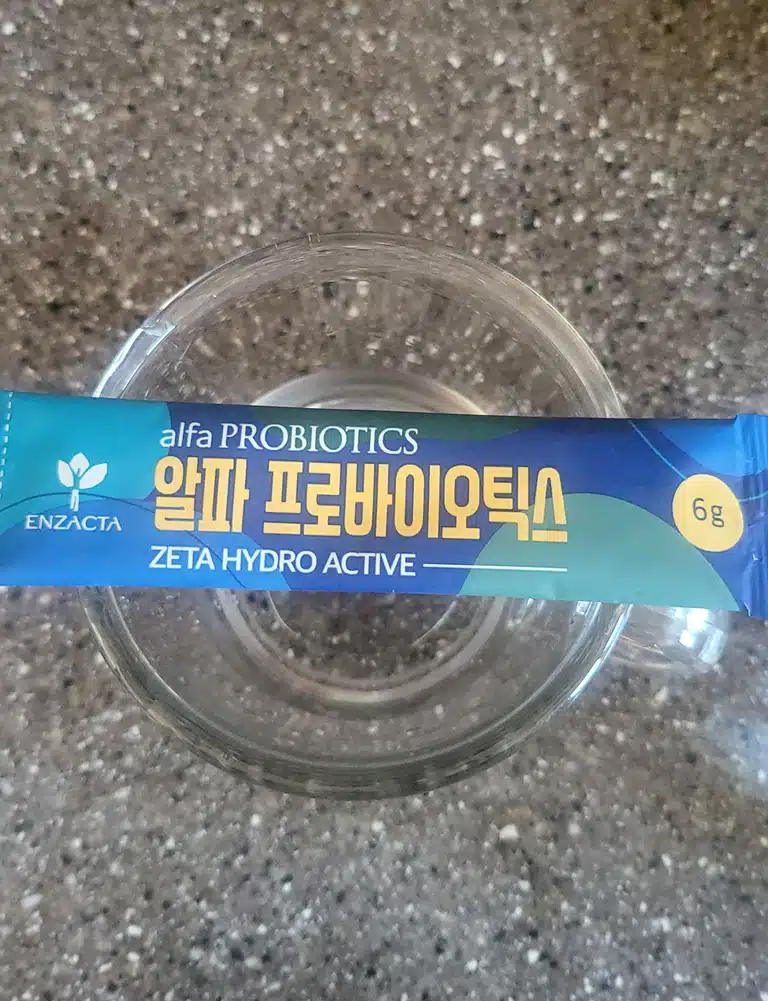 alfa PROBIOTICS
알파 프로바이오틱스
ZETA HYDRO ACTIVE
ENZACTA
6g